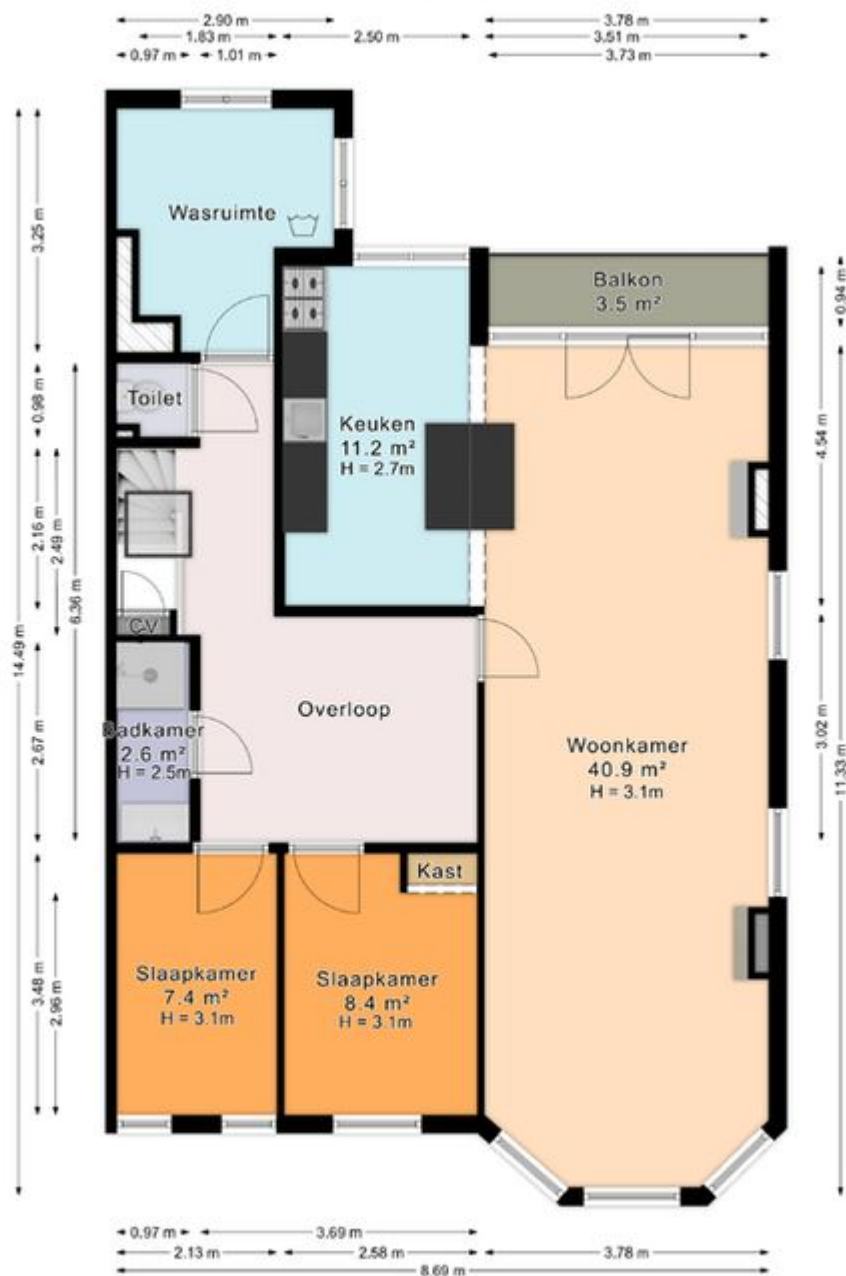 2.90 m
3.78 m
1.83 m
2.50 m
3.51 m
0.97 m
1.01 m
3.73 m
Wasruimte
3.25 m
Balkon
3.5 m²
0.94 m
Toilet
0.98 m
Keuken
11.2 m²
H = 2.7m
4.54 m
2.16 m
2.49 m
6.36 m
14.49 m
CV
Overloop
Badkamer
2.6 m²
H = 2.5m
2.67 m
Woonkamer
40.9 m²
H = 3.1m
3.02 m
11.33 m
Kast
Slaapkamer
7.4 m²
H = 3.1m
Slaapkamer
8.4 m²
H = 3.1m
3.48 m
2.96 m
0.97 m
3.69 m
2.13 m
2.58 m
3.78 m
8.69 m